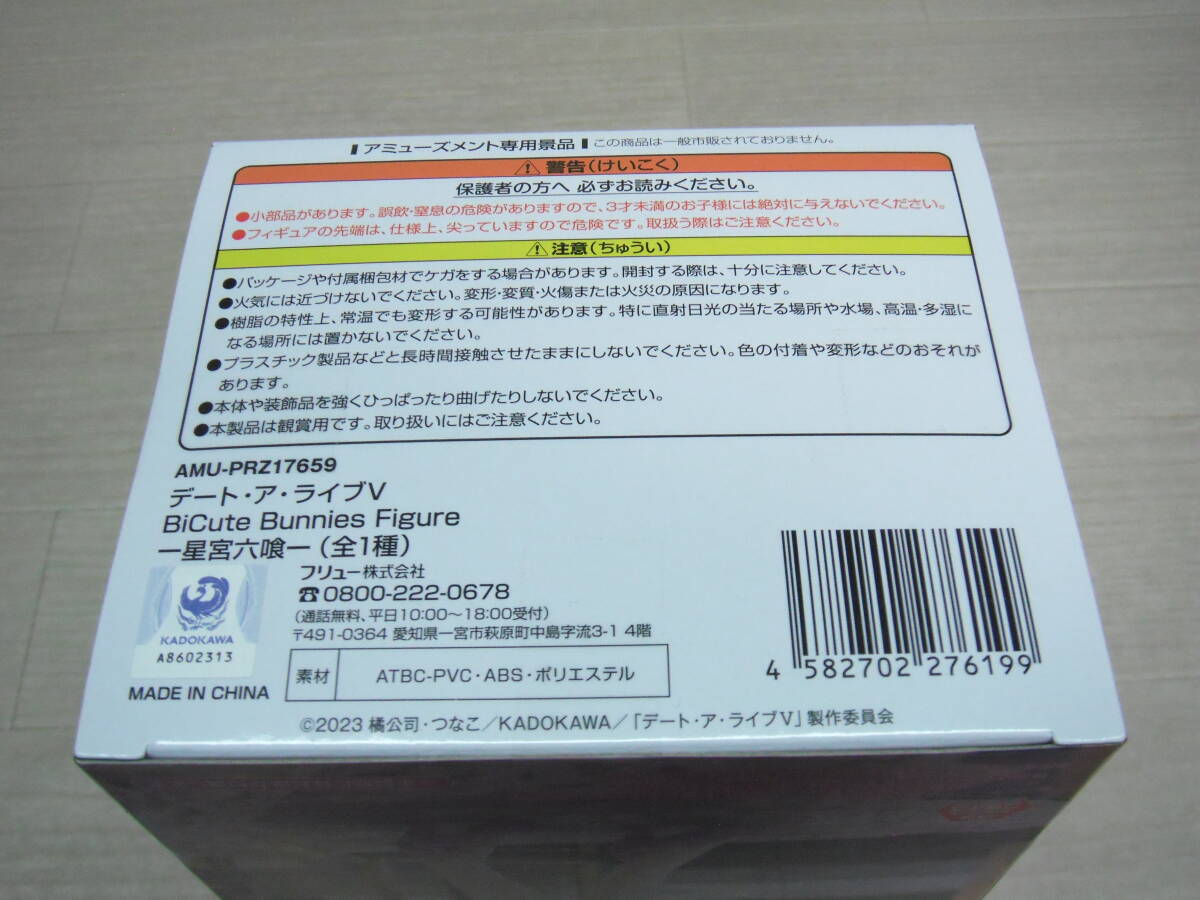 アミューズメント専用景品 この商品は一般市販されておりません。
警告(けいこく)
保護者の方へ 必ずお読みください。
●小部品があります。誤飲・窒息の危険がありますので、3才未満のお子様には絶対に与えないでください。
●フィギュアの先端は、仕様上、尖っていますので危険です。取扱う際はご注意ください。
注意(ちゅうい)
●パッケージや付属梱包材でケガをする場合があります。開封する際は、十分に注意してください。
●火気には近づけないでください。変形・変質・火傷または火災の原因になります。
●樹脂の特性上、常温でも変形する可能性があります。特に直射日光の当たる場所や水場、高温・多湿に
なる場所には置かないでください。
●プラスチック製品などと長時間接触させたままにしないでください。色の付着や変形などのおそれが
あります。
●本体や装飾品を強くひっぱったり曲げたりしないでください。
●本製品は観賞用です。取り扱いにはご注意ください。
AMU-PRZ17659
デート・ア・ライブV
BiCute Bunnies Figure
ー星宮六喰ー(全1種)
フリュー株式会社
☎0800-222-0678
(通話無料、平日10:00〜18:00受付)
〒491-0364 愛知県一宮市萩原町中島字流3-1 4階
KADOKAWA
A8602313
MADE IN CHINA
素材 ATBC-PVC・ABS・ポリエステル
4 582702 276199
©2023 橘公司・つなこ/KADOKAWA/「デート・ア・ライブV」製作委員会